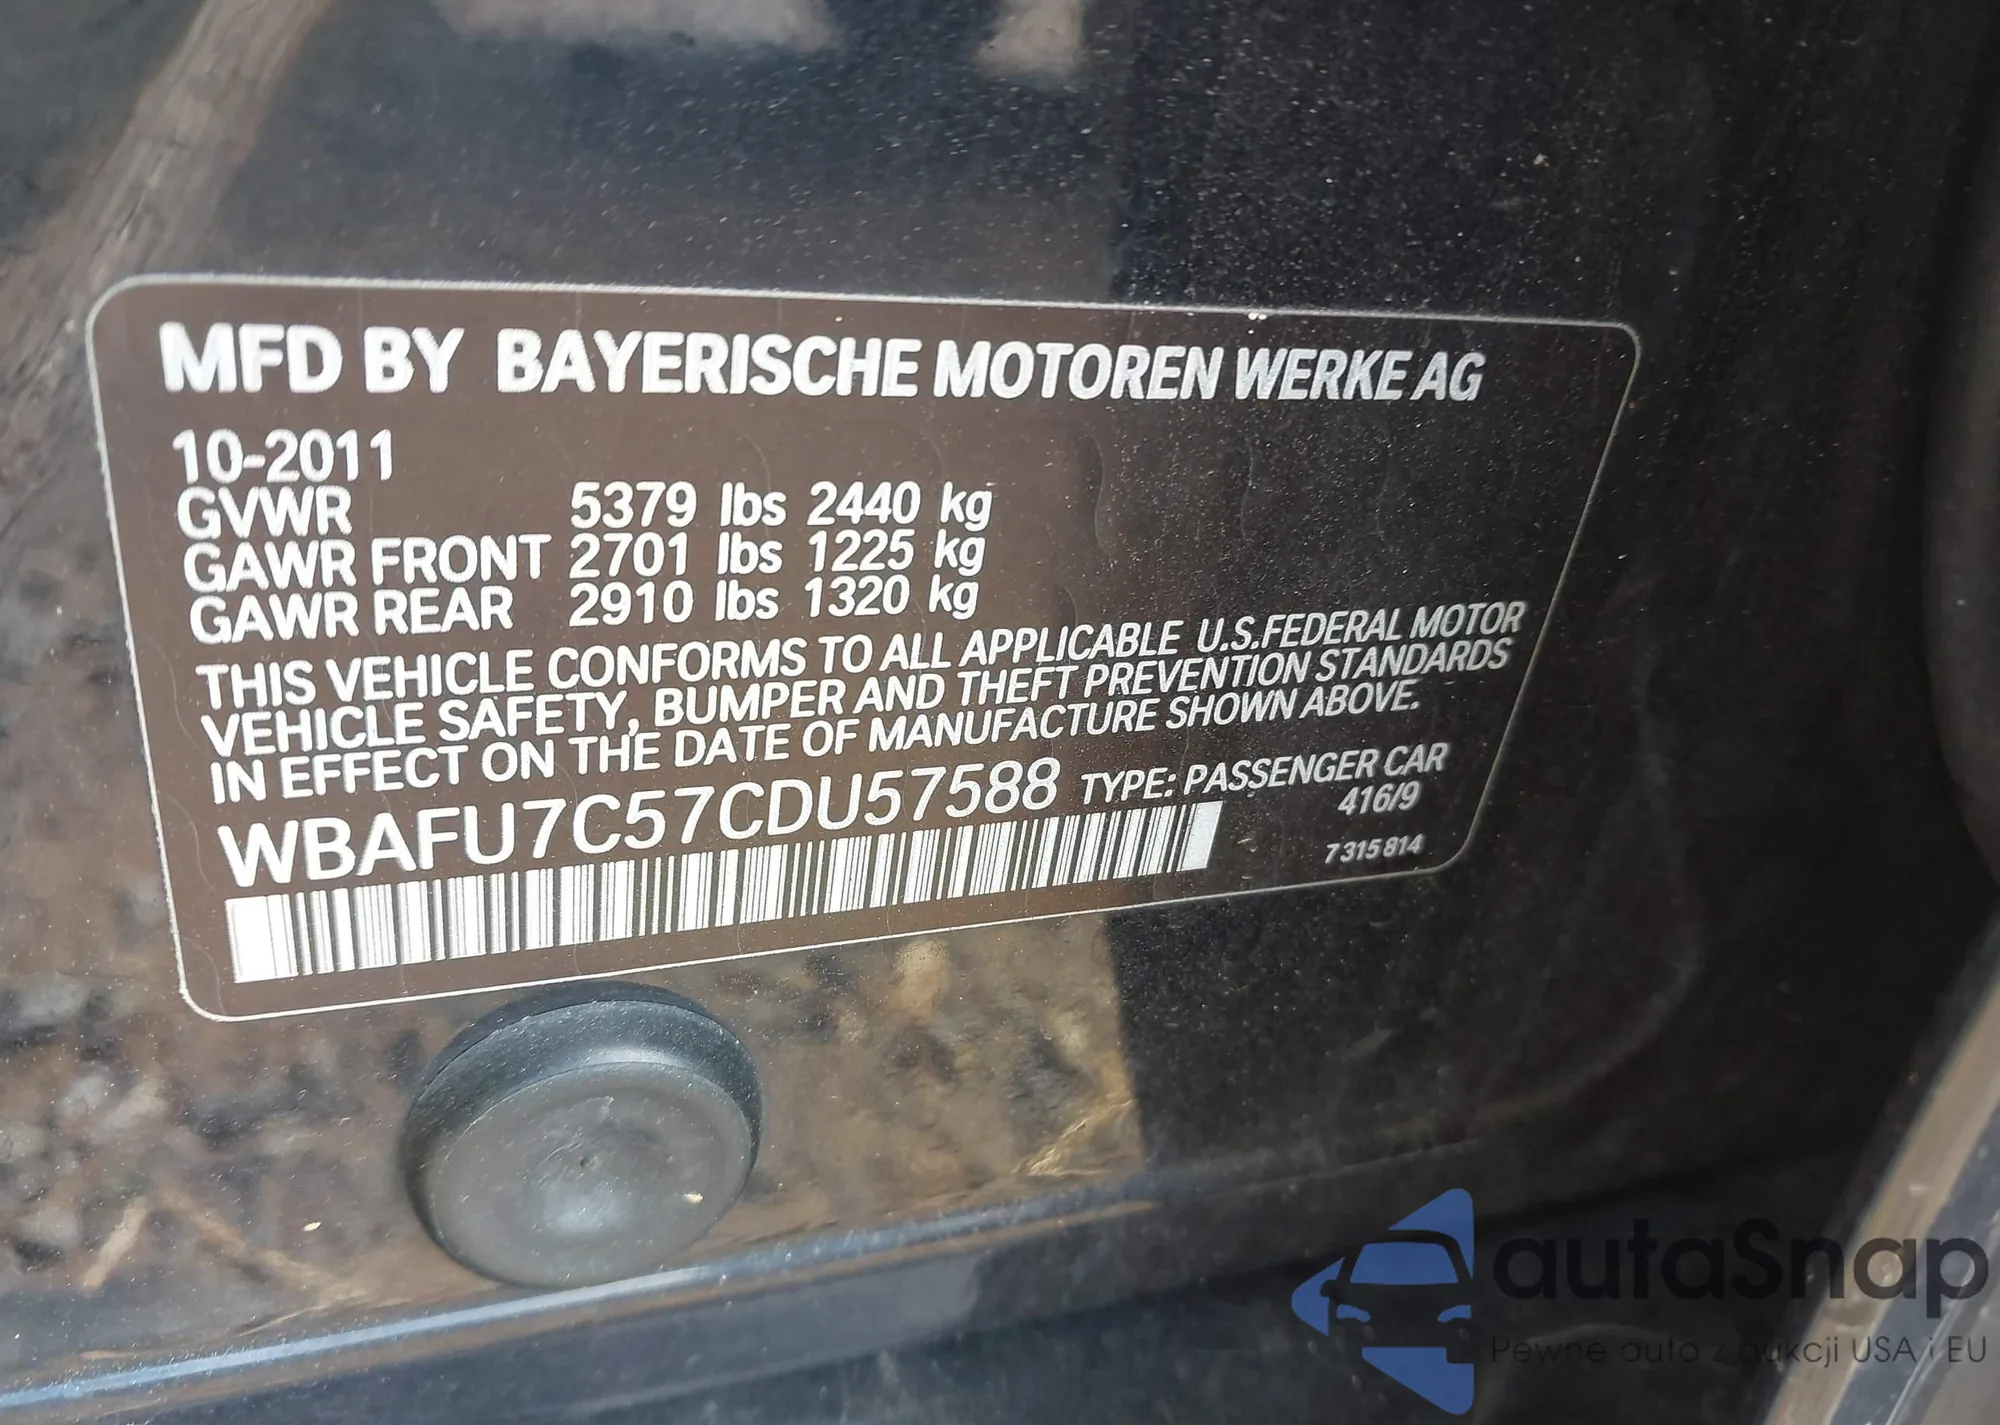 MFD BY BAYERISCHE MOTOREN WERKE AG
10-2011
GVWR 5379 lbs 2440 kg
GAWR FRONT 2701 lbs 1225 kg
GAWR REAR 2910 lbs 1320 kg
THIS VEHICLE CONFORMS TO ALL APPLICABLE U.S.FEDERAL MOTOR
VEHICLE SAFETY, BUMPER AND THEFT PREVENTION STANDARDS
IN EFFECT ON THE DATE OF MANUFACTURE SHOWN ABOVE.
WBAFU7C57CDU57588 TYPE: PASSENGER CAR
416/9
7315814
autaSnap
Pewne auta z aukcji USA i EU